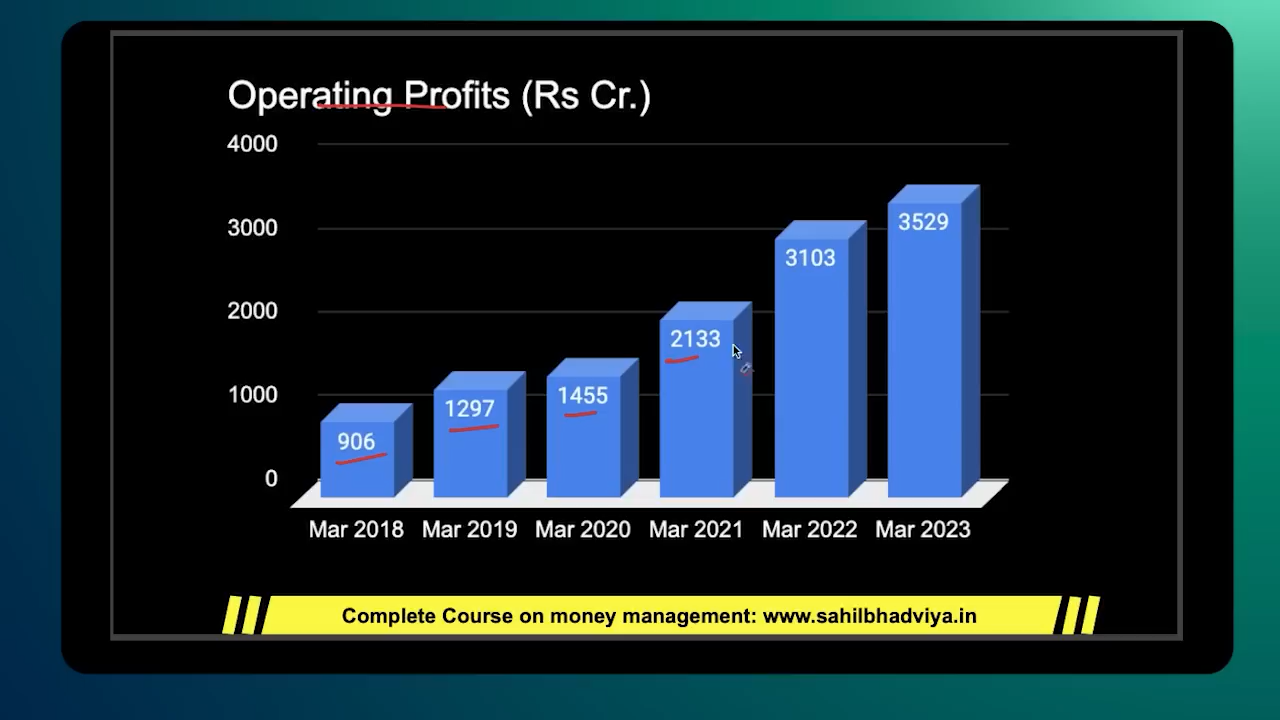 Operating Profits (Rs Cr.)
4000
3000
2000
1000
0
906
1297
1455
2133
3103
3529
Mar 2018
Mar 2019
Mar 2020
Mar 2021
Mar 2022
Mar 2023
Complete Course on money management: www.sahilbhadviya.in